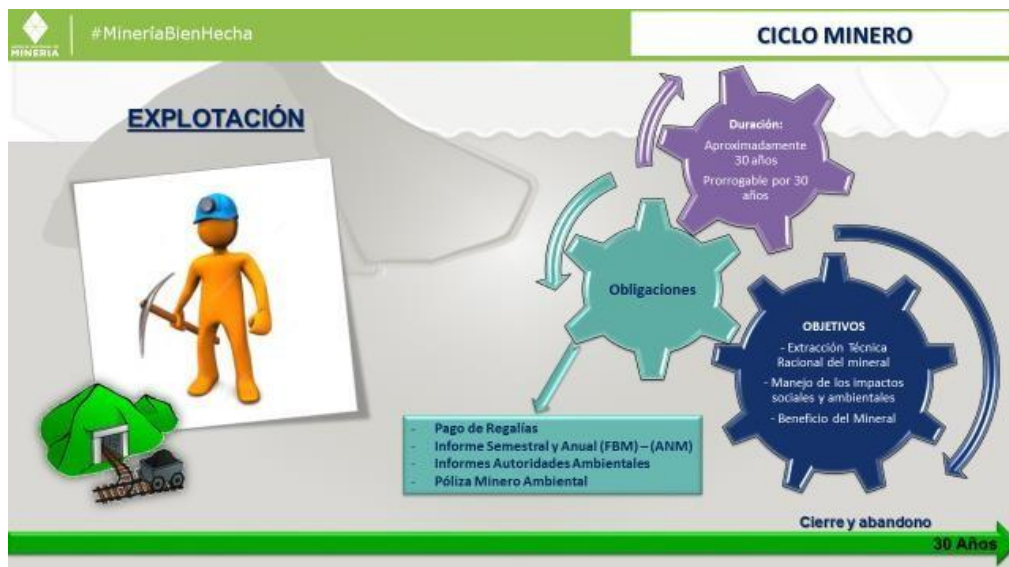 MINERÍA
#MineríaBienHecha
CICLO MINERO
EXPLOTACIÓN
Duración:
Aproximadamente
30 años
Prorrogable por 30
años
Obligaciones
OBJETIVOS
- Extracción Técnica
Racional del mineral
- Manejo de los impactos
sociales y ambientales
- Beneficio del Mineral
- Pago de Regalías
- Informe Semestral y Anual (FBM) – (ANM)
- Informes Autoridades Ambientales
- Póliza Minero Ambiental
Cierre y abandono
30 Años